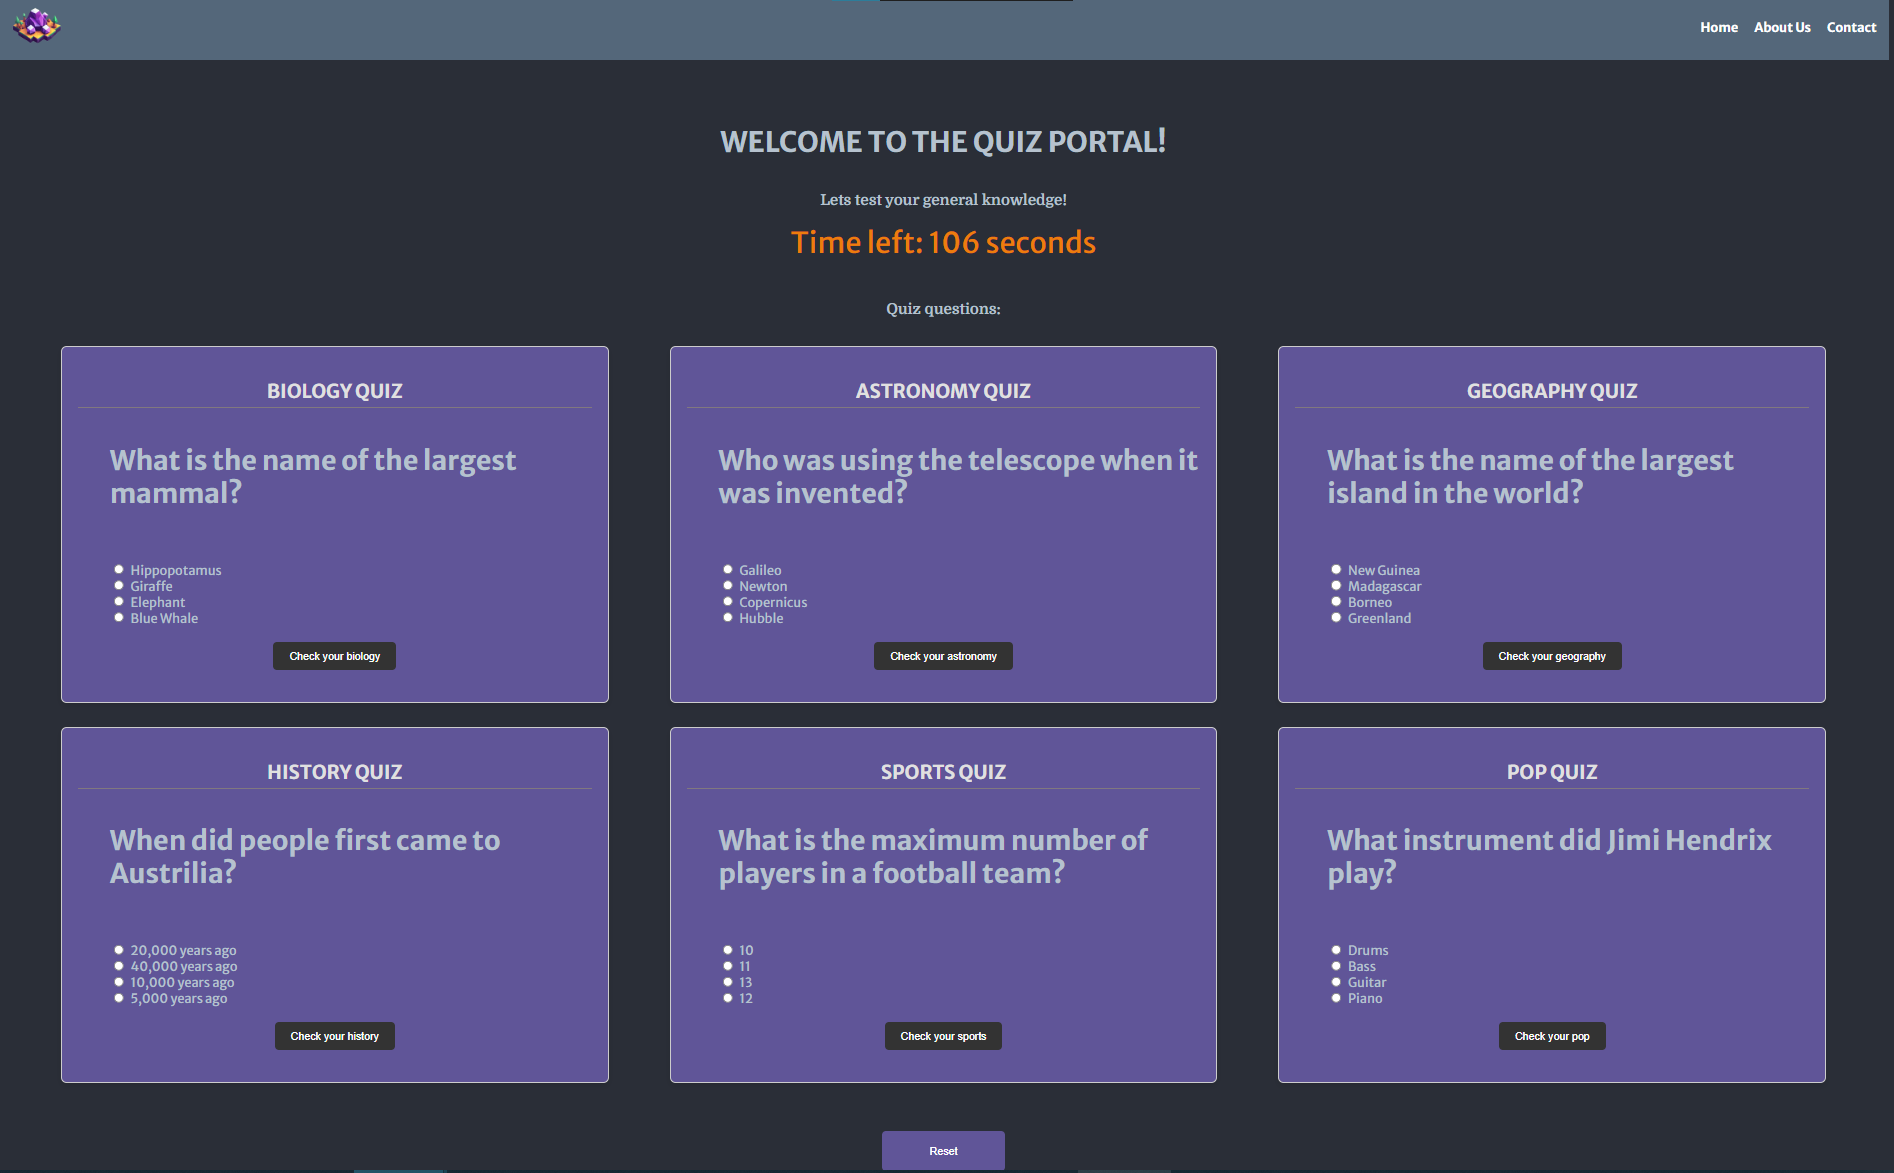 Home About Us Contact
WELCOME TO THE QUIZ PORTAL!
Lets test your general knowledge!
Time left: 106 seconds
Quiz questions:
BIOLOGY QUIZ
What is the name of the largest
mammal?
Hippopotamus
Giraffe
Elephant
Blue Whale
Check your biology
ASTRONOMY QUIZ
Who was using the telescope when it
was invented?
Galileo
Newton
Copernicus
Hubble
Check your astronomy
GEOGRAPHY QUIZ
What is the name of the largest
island in the world?
New Guinea
Madagascar
Borneo
Greenland
Check your geography
HISTORY QUIZ
When did people first came to
Austrilia?
20,000 years ago
40,000 years ago
10,000 years ago
5,000 years ago
Check your history
SPORTS QUIZ
What is the maximum number of
players in a football team?
10
11
13
12
Check your sports
POP QUIZ
What instrument did Jimi Hendrix
play?
Drums
Bass
Guitar
Piano
Check your pop
Reset